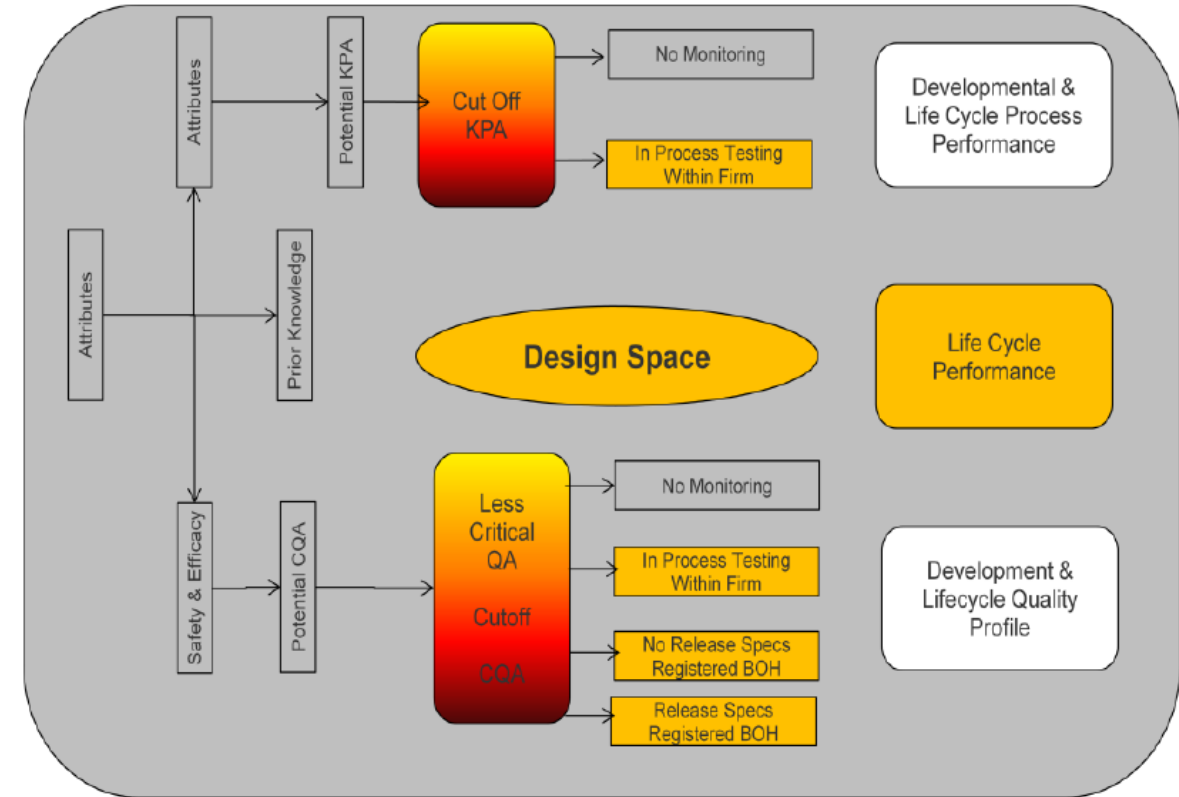 Attributes
Potential KPA
Cut Off
KPA
No Monitoring
In Process Testing
Within Firm
Developmental &
Life Cycle Process
Performance
Attributes
Prior Knowledge
Design Space
Life Cycle
Performance
Safety & Efficacy
Potential CQA
Less
Critical
QA
Cutoff
CQA
No Monitoring
In Process Testing
Within Firm
No Release Specs
Registered BOH
Release Specs
Registered BOH
Development &
Lifecycle Quality
Profile